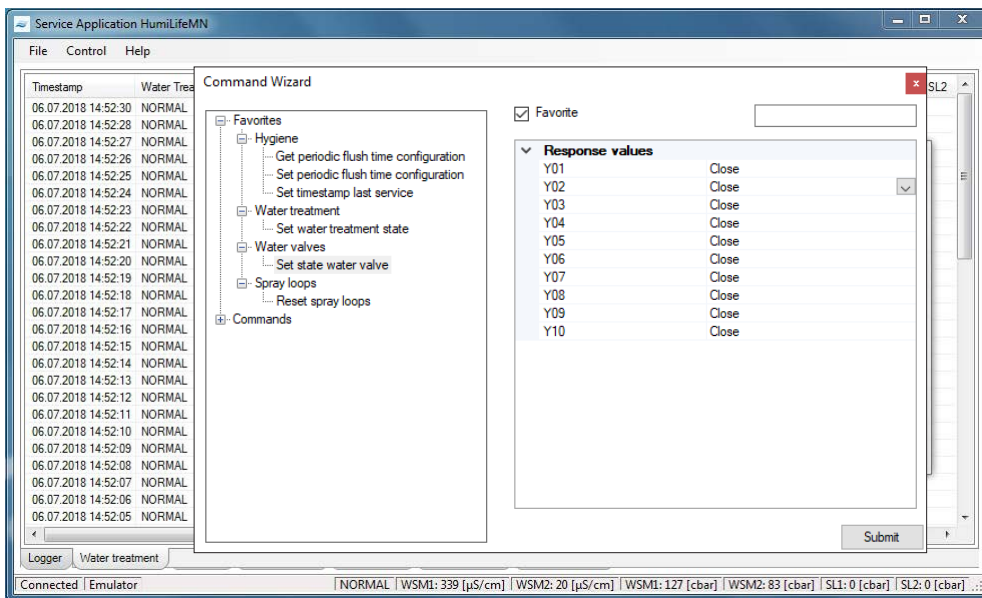 Service Application HumiLifeMN
File Control Help
Timestamp Water Trea SL2
06.07.2018 14:52:30 NORMAL
06.07.2018 14:52:28 NORMAL
06.07.2018 14:52:27 NORMAL
06.07.2018 14:52:26 NORMAL
06.07.2018 14:52:25 NORMAL
06.07.2018 14:52:24 NORMAL
06.07.2018 14:52:23 NORMAL
06.07.2018 14:52:22 NORMAL
06.07.2018 14:52:21 NORMAL
06.07.2018 14:52:20 NORMAL
06.07.2018 14:52:19 NORMAL
06.07.2018 14:52:18 NORMAL
06.07.2018 14:52:17 NORMAL
06.07.2018 14:52:16 NORMAL
06.07.2018 14:52:15 NORMAL
06.07.2018 14:52:14 NORMAL
06.07.2018 14:52:13 NORMAL
06.07.2018 14:52:12 NORMAL
06.07.2018 14:52:11 NORMAL
06.07.2018 14:52:10 NORMAL
06.07.2018 14:52:09 NORMAL
06.07.2018 14:52:08 NORMAL
06.07.2018 14:52:07 NORMAL
06.07.2018 14:52:06 NORMAL
06.07.2018 14:52:05 NORMAL
Command Wizard
Favorites
Hygiene
Get periodic flush time configuration
Set periodic flush time configuration
Set timestamp last service
Water treatment
Set water treatment state
Water valves
Set state water valve
Spray loops
Reset spray loops
Commands
Favorite
Response values
Y01 Close
Y02 Close
Y03 Close
Y04 Close
Y05 Close
Y06 Close
Y07 Close
Y08 Close
Y09 Close
Y10 Close
Submit
Logger Water treatment
Connected Emulator NORMAL WSM1: 339 [µS/cm] WSM2: 20 [µS/cm] WSM1: 127 [cbar] WSM2: 83 [cbar] SL1: 0 [cbar] SL2: 0 [cbar]